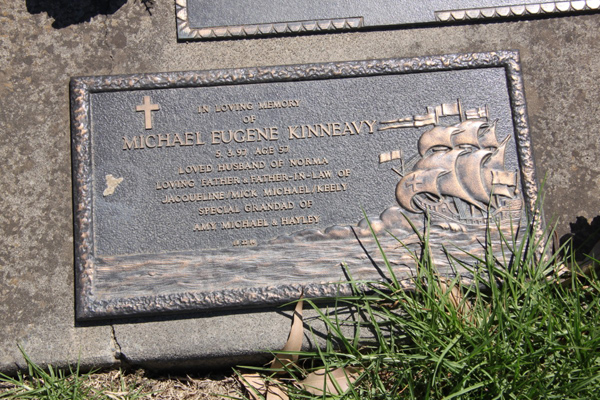 IN LOVING MEMORY
OF
MICHAEL EUGENE KINNEAVY
AGE 57
LOVED HUSBAND OF NORMA
LOVING FATHER & FATHER-IN-LAW OF
JACQUELINE/MICK MICHAEL/KEELY
SPECIAL GRANDAD OF
AMY, MICHAEL & HAYLEY